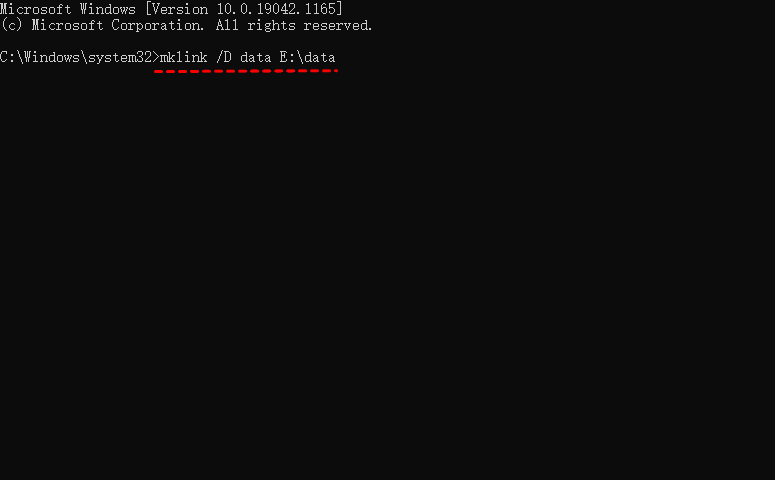 Microsoft Windows [Version 10.0.19042.1165]
(c) Microsoft Corporation. All rights reserved.
C:\Windows\system32>mklink /D data E:\data